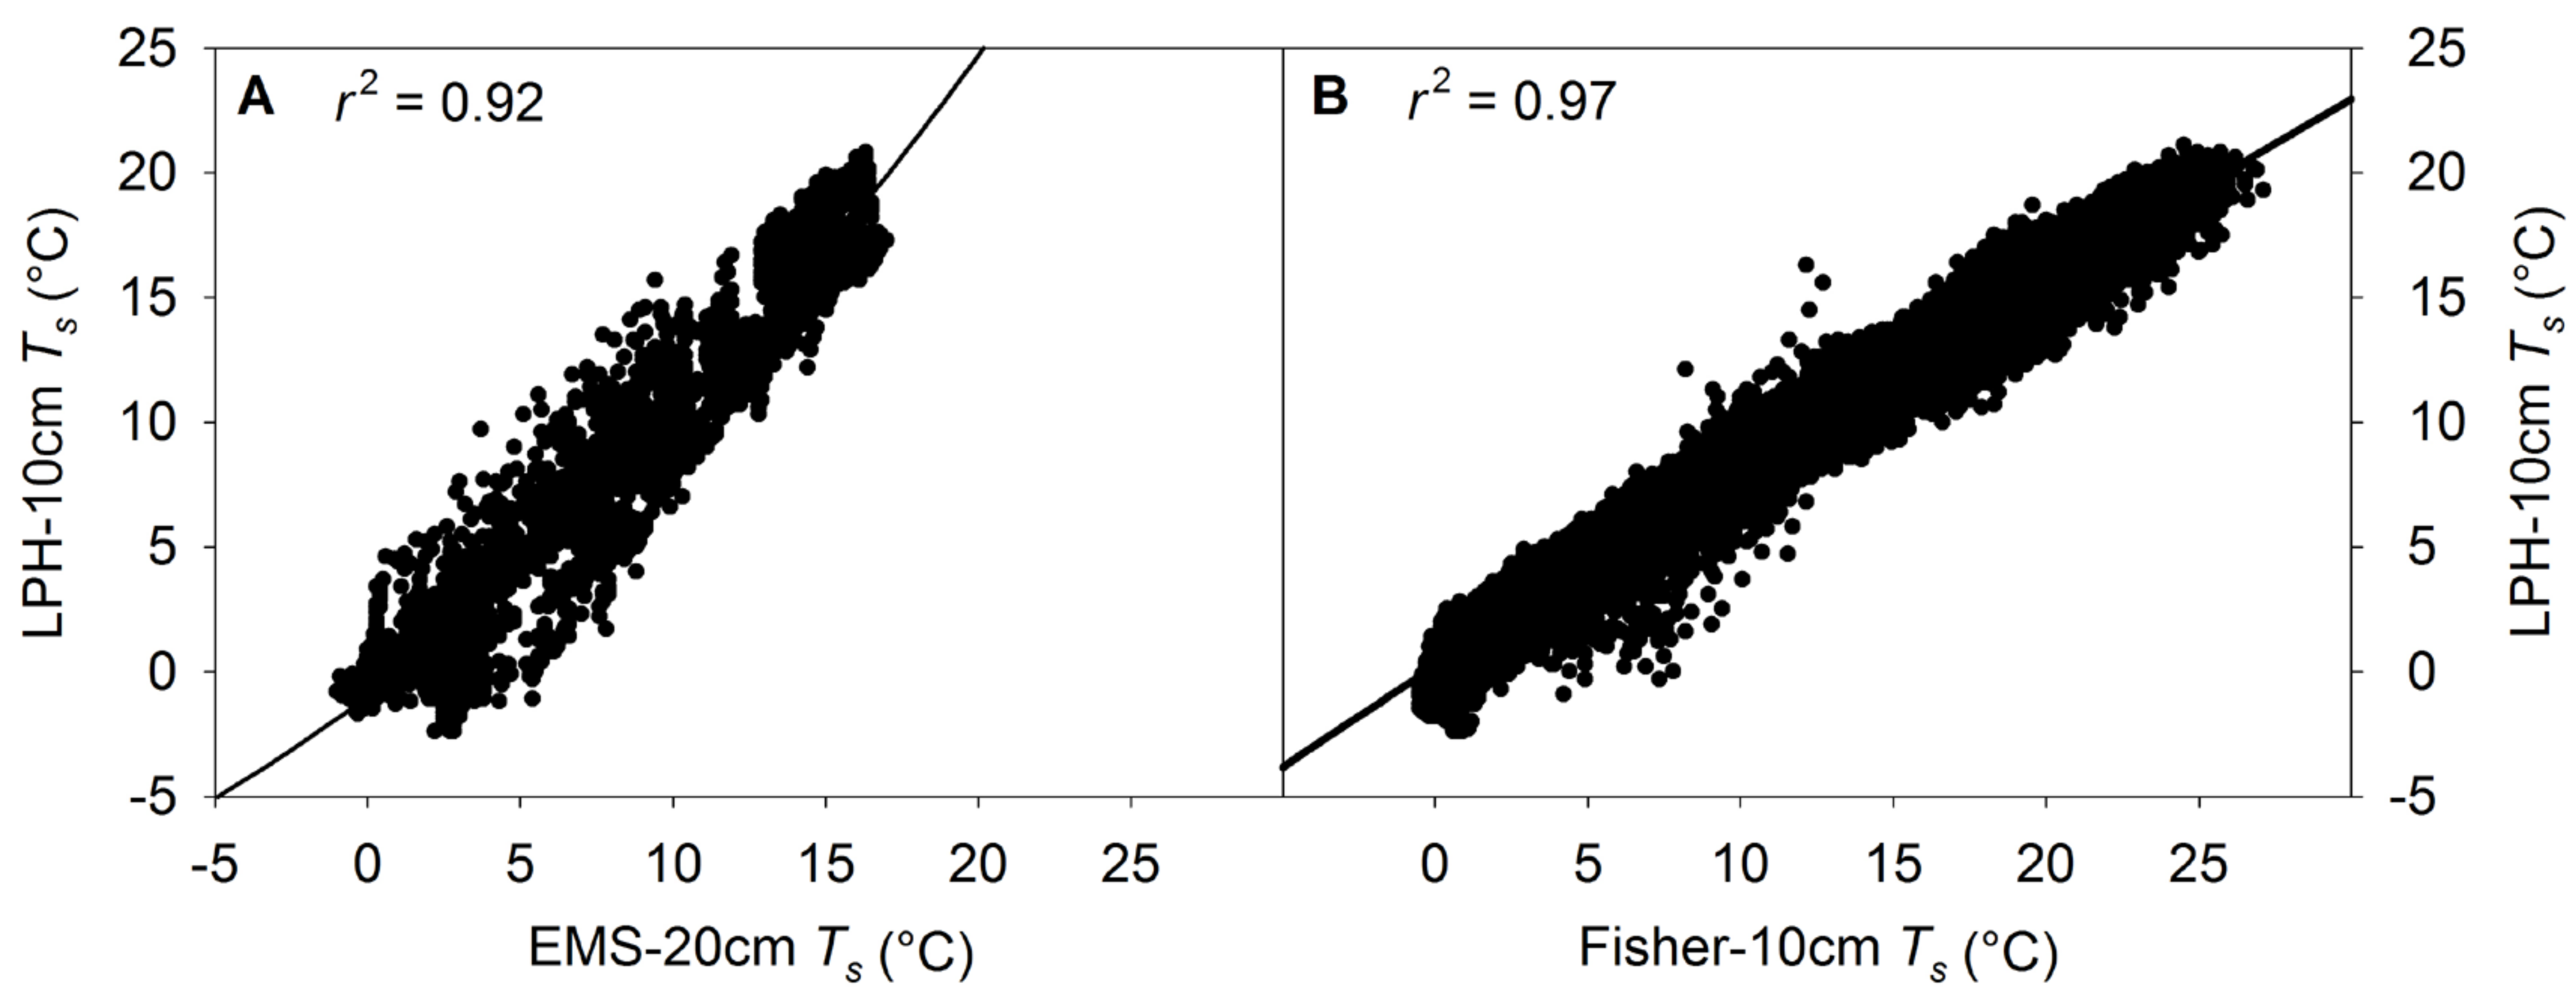 A r² = 0.92
B r² = 0.97
25
20
15
10
5
0
-5
LPH-10cm Ts (°C)
25
20
15
10
5
0
-5
LPH-10cm Ts (°C)
-5 0 5 10 15 20 25
0 5 10 15 20 25
EMS-20cm Ts (°C)
Fisher-10cm Ts (°C)